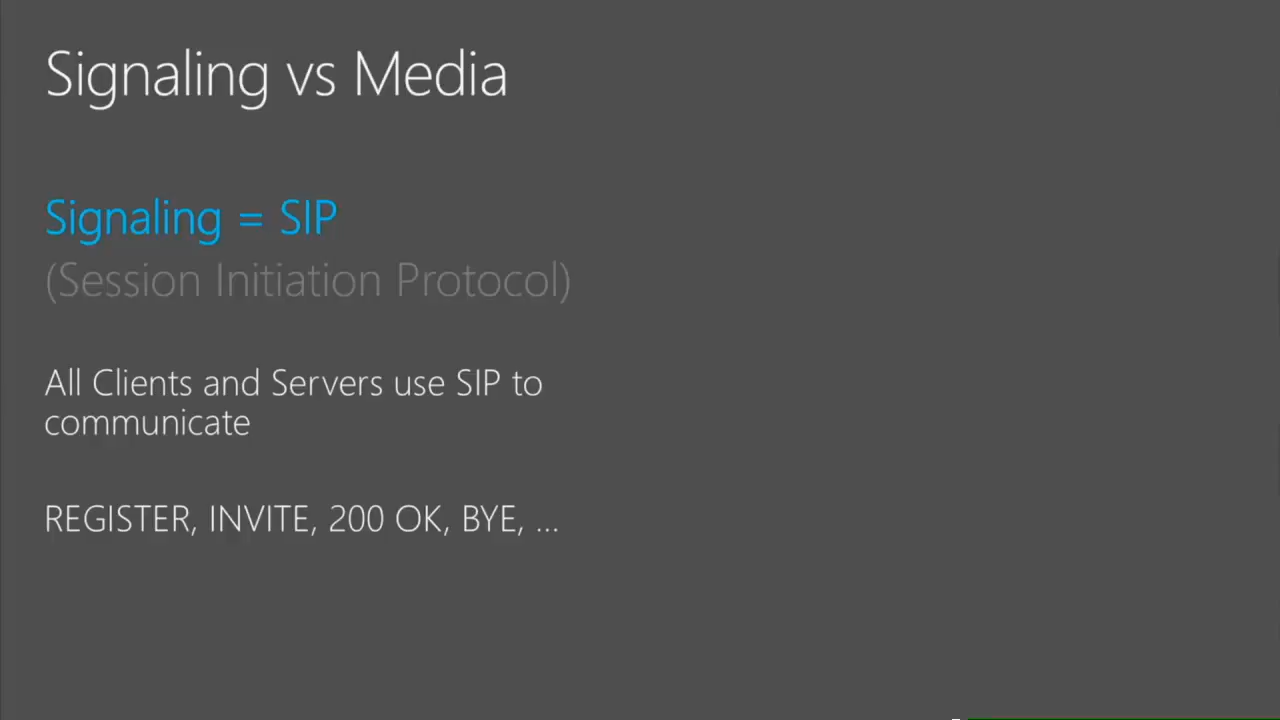 Signaling vs Media
Signaling = SIP
(Session Initiation Protocol)
All Clients and Servers use SIP to
communicate
REGISTER, INVITE, 200 OK, BYE, ...